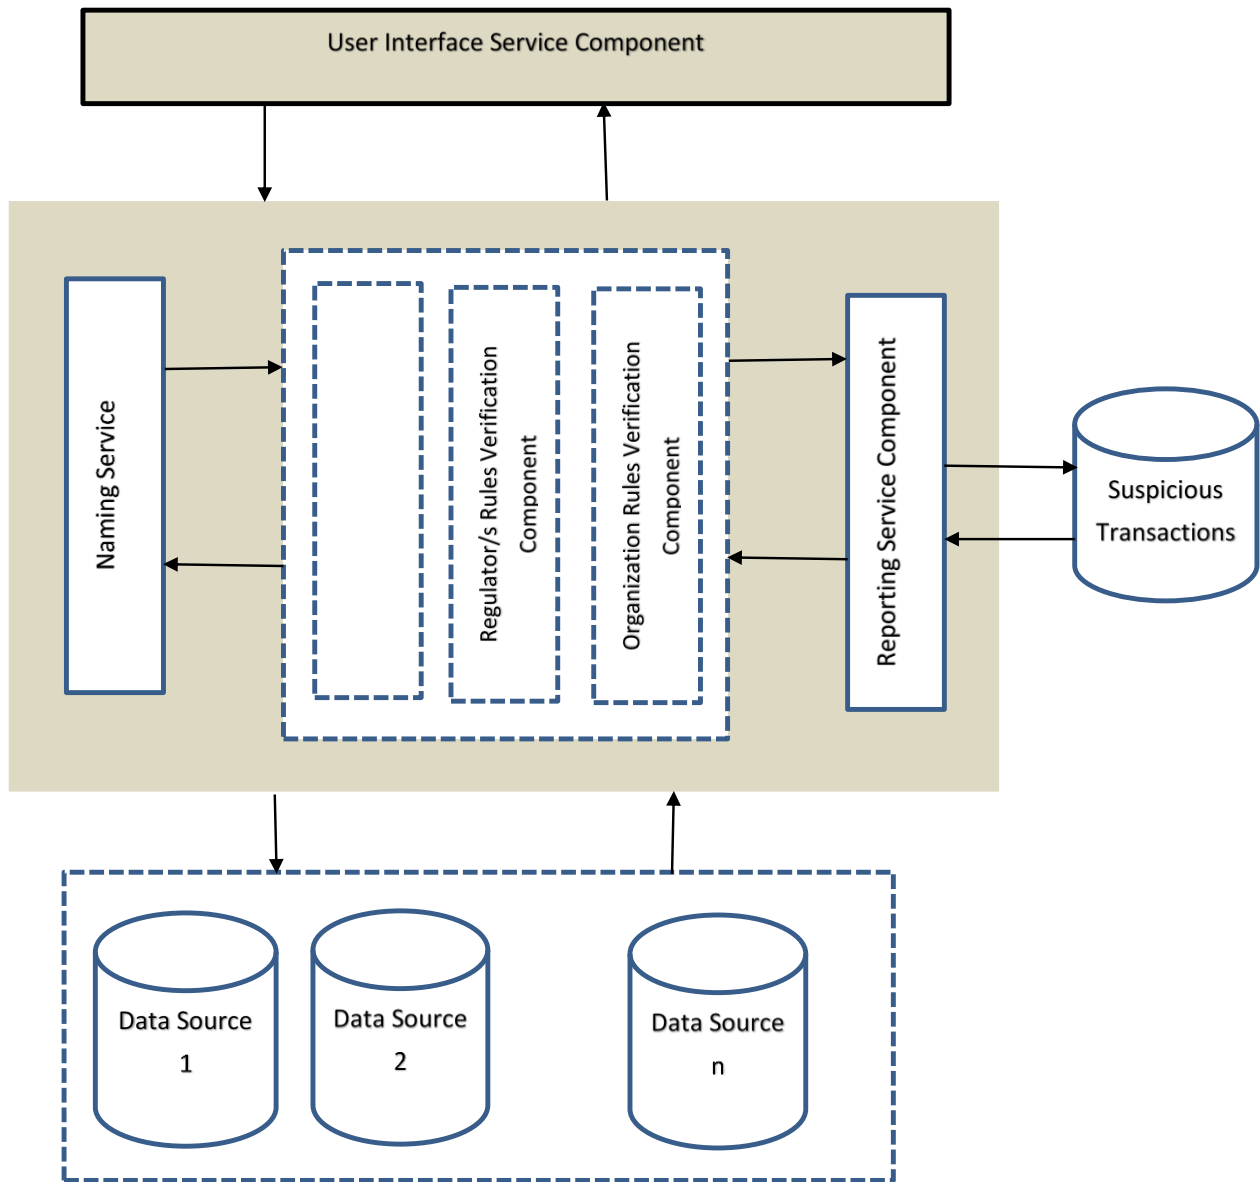 User Interface Service Component
Naming Service
Regulator/s Rules Verification
Component
Organization Rules Verification
Component
Reporting Service Component
Suspicious
Transactions
Data Source
1
Data Source
2
Data Source
n